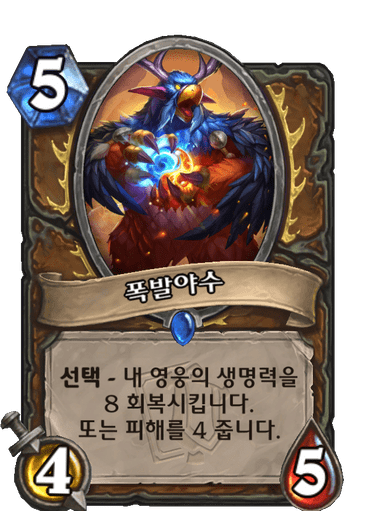 5
폭발야수
선택 - 내 영웅의 생명력을
8 회복시킵니다.
또는 피해를 4 줍니다.
4
5